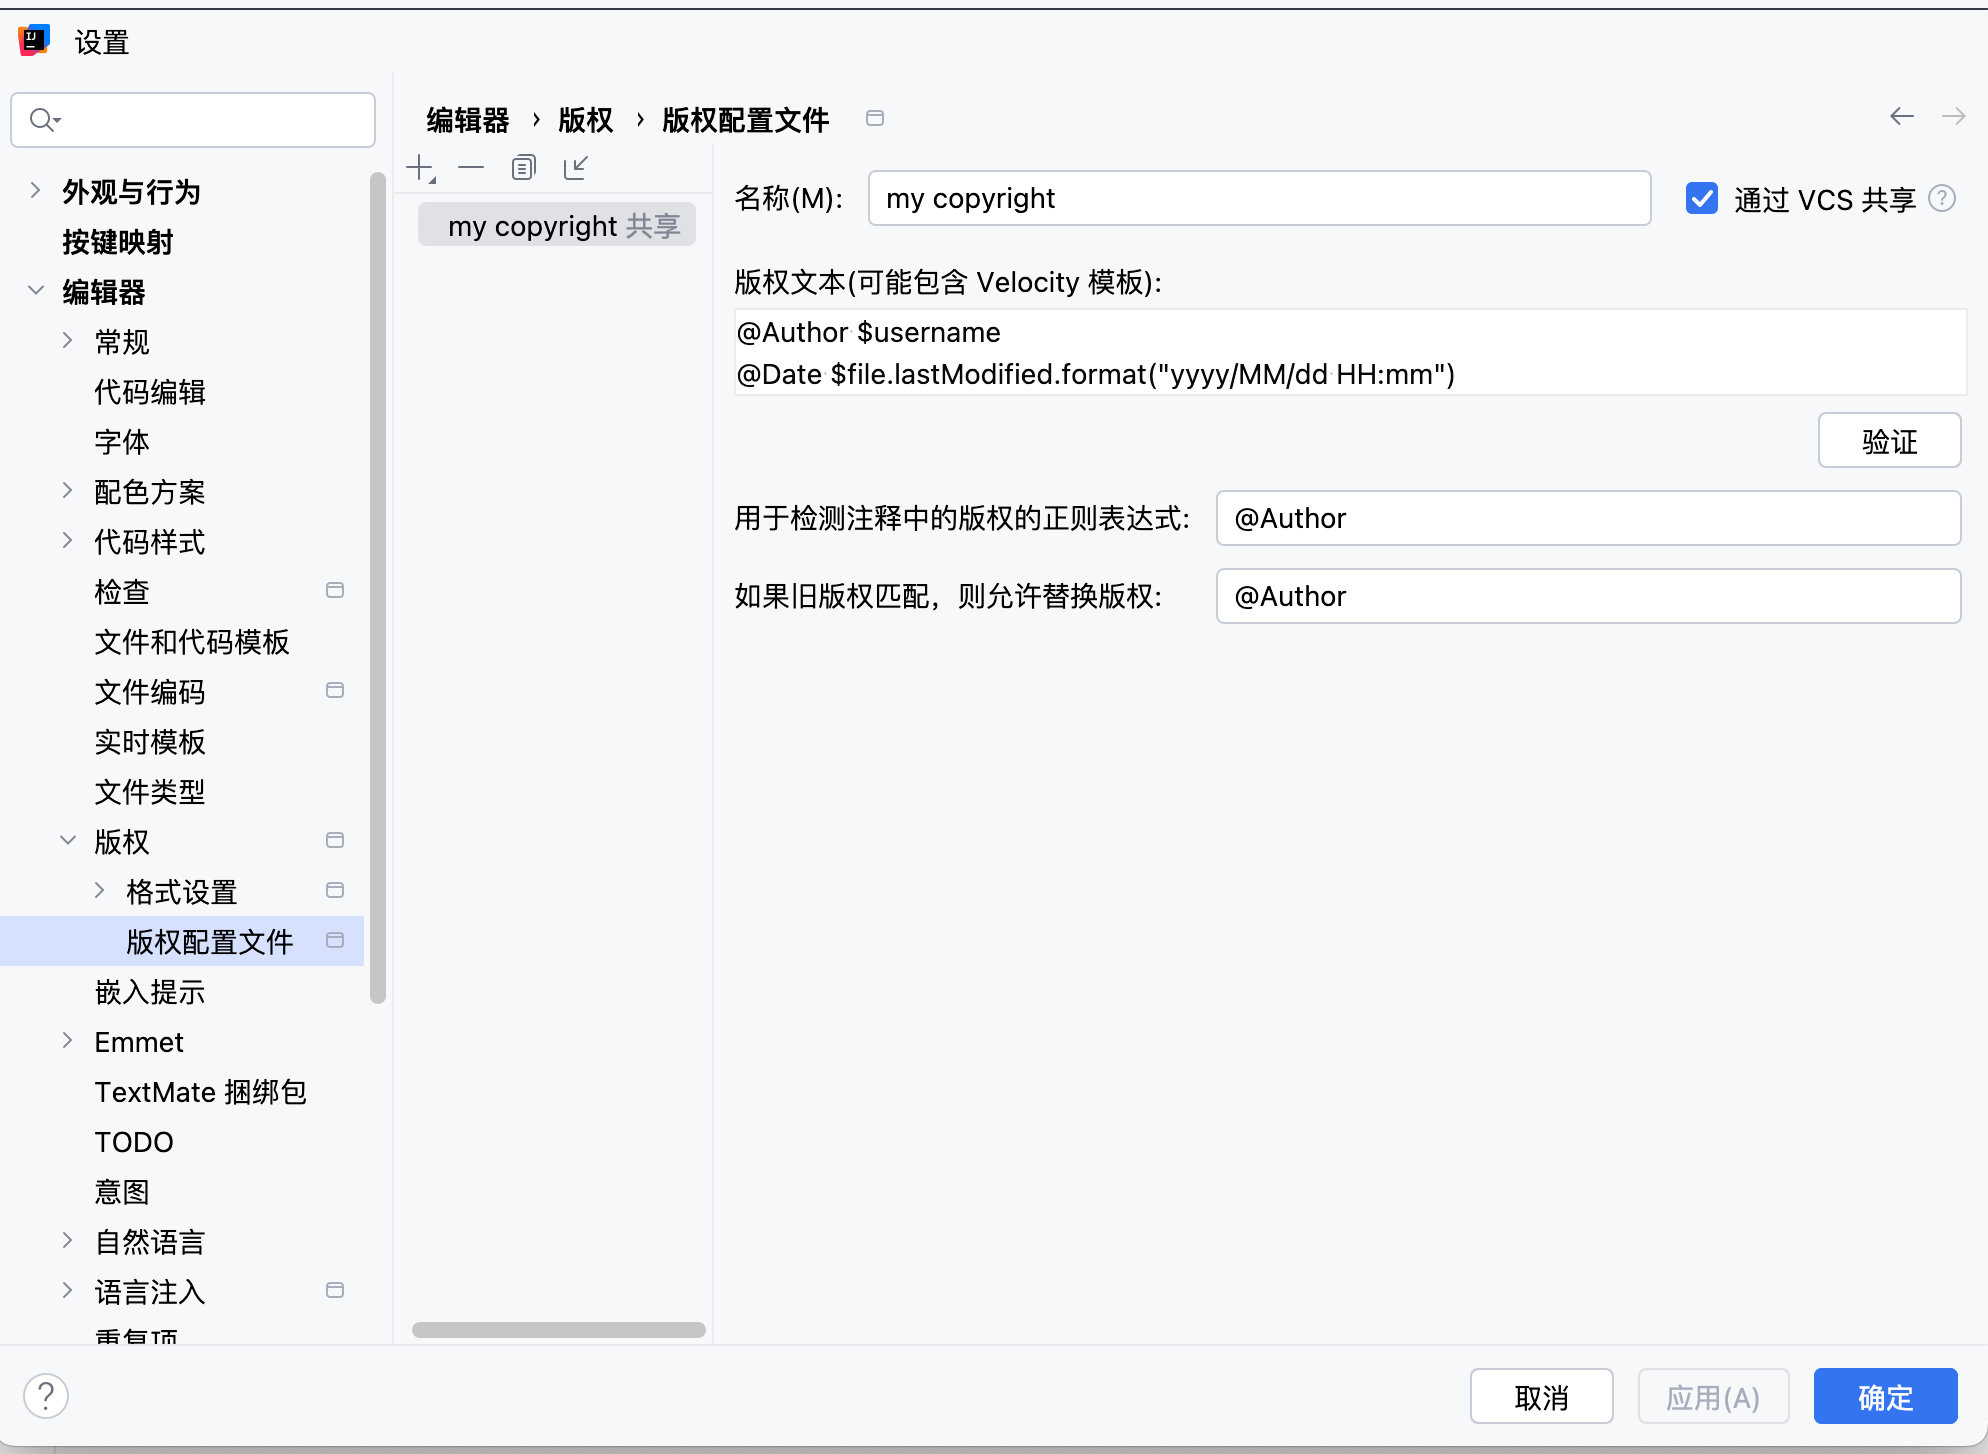 设置
编辑器 › 版权 › 版权配置文件
外观与行为
按键映射
编辑器
常规
代码编辑
字体
配色方案
代码样式
检查
文件和代码模板
文件编码
实时模板
文件类型
版权
格式设置
版权配置文件
嵌入提示
Emmet
TextMate 捆绑包
TODO
意图
自然语言
语言注入
重复项
my copyright 共享
名称(M): my copyright
通过 VCS 共享
版权文本(可能包含 Velocity 模板):
@Author $username
@Date $file.lastModified.format("yyyy/MM/dd HH:mm")
验证
用于检测注释中的版权的正则表达式: @Author
如果旧版权匹配，则允许替换版权: @Author
取消
应用(A)
确定